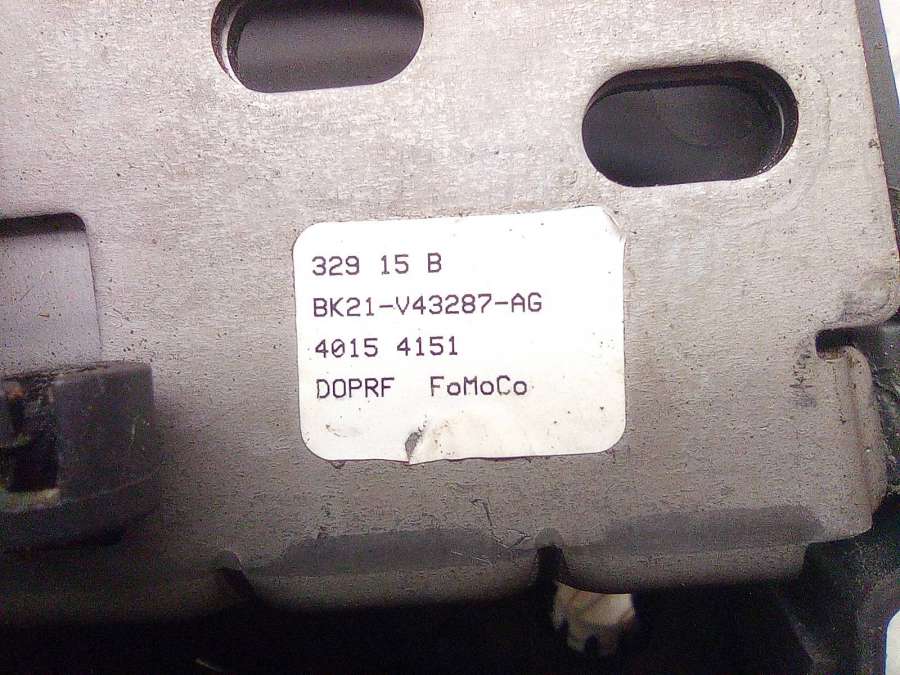 329 15 B
BK21-V43287-AG
4015 4151
DOPRF FoMoCo